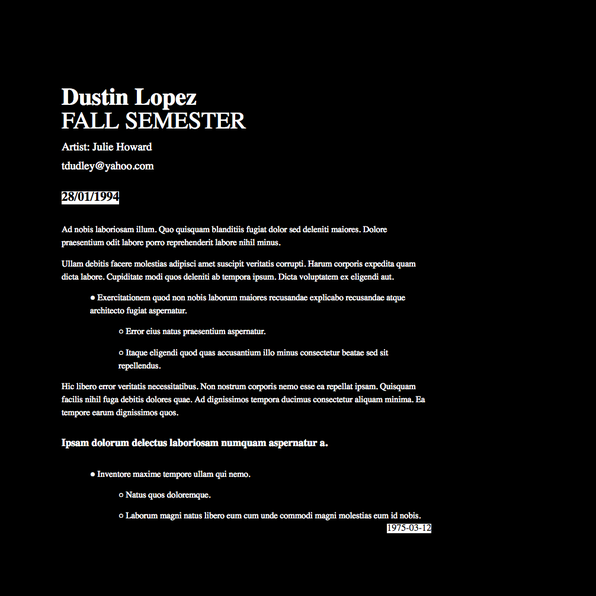 Dustin Lopez
FALL SEMESTER
Artist: Julie Howard
tdudley@yahoo.com
28/01/1994
Ad nobis laboriosam illum. Quo quisquam blanditiis fugiat dolor sed deleniti maiores. Dolore
praesentium odit labore porro reprehenderit labore nihil minus.
Ullam debitis facere molestias adipisci amet suscipit veritatis corrupti. Harum corporis expedita quam
dicta labore. Cupiditate modi quos deleniti ab tempora ipsum. Dicta voluptatem ex eligendi aut.
● Exercitationem quod non nobis laborum maiores recusandae explicabo recusandae atque
architecto fugiat aspernatur.
○ Error eius natus praesentium aspernatur.
○ Itaque eligendi quod quas accusantium illo minus consectetur beatae sed sit
repellendus.
Hic libero error veritatis necessitatibus. Non nostrum corporis nemo esse ea repellat ipsam. Quisquam
facilis nihil fuga debitis dolores quae. Ad dignissimos tempora ducimus consectetur aliquam minima. Ea
tempore earum dignissimos quos.
Ipsam dolorum delectus laboriosam numquam aspernatur a.
● Inventore maxime tempore ullam qui nemo.
○ Natus quos doloremque.
○ Laborum magni natus libero eum cum unde commodi magni molestias eum id nobis.
1975-03-12